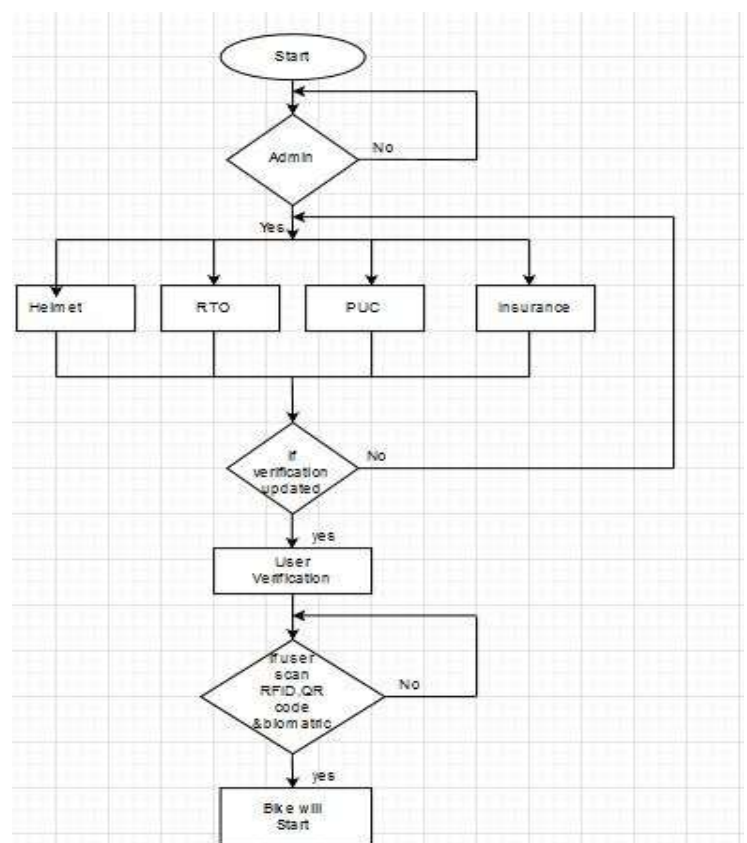 Start
Admin
No
Yes
Helmet
RTO
PUC
Insurance
If
verification
updated
No
yes
User
Verification
If user
scan
RFID,QR
code
&biomatric
No
yes
Bike will
Start